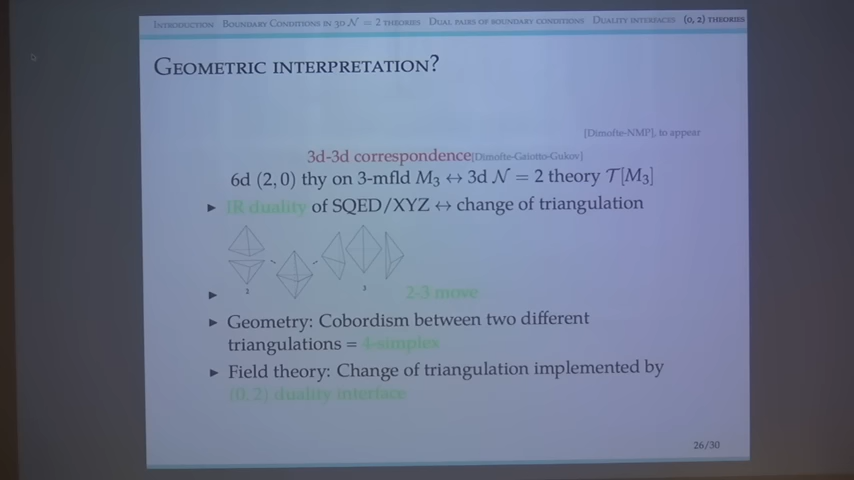 INTRODUCTION BOUNDARY CONDITIONS IN 3D N = 2 THEORIES DUAL PAIRS OF BOUNDARY CONDITIONS DUALITY INTERFACES (0, 2) THEORIES
GEOMETRIC INTERPRETATION?
[Dimofte-NMP], to appear
3d-3d correspondence[Dimofte-Gaiotto-Gukov]
6d (2,0) thy on 3-mfld M₃ ↔ 3d 𝒩 = 2 theory 𝒯[M₃]
▶ IR duality of SQED/XYZ ↔ change of triangulation
2 3
▶ 2-3 move
▶ Geometry: Cobordism between two different
triangulations = 4-simplex
▶ Field theory: Change of triangulation implemented by
(0, 2) duality interface
26/30